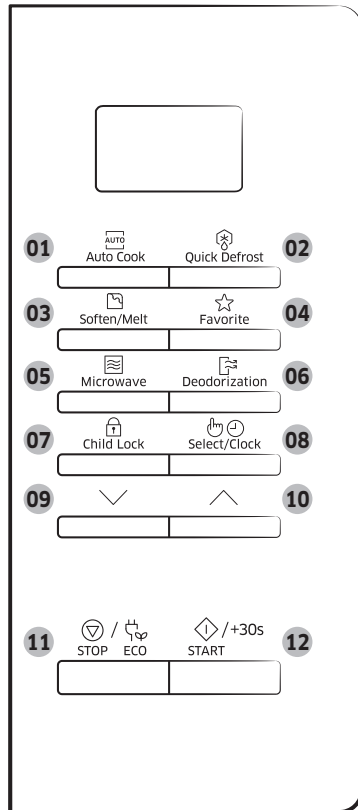 AUTO
01 Auto Cook Quick Defrost 02
03 Soften/Melt Favorite 04
05 Microwave Deodorization 06
07 Child Lock Select/Clock 08
09 10
/ /+30s
11 STOP ECO START 12